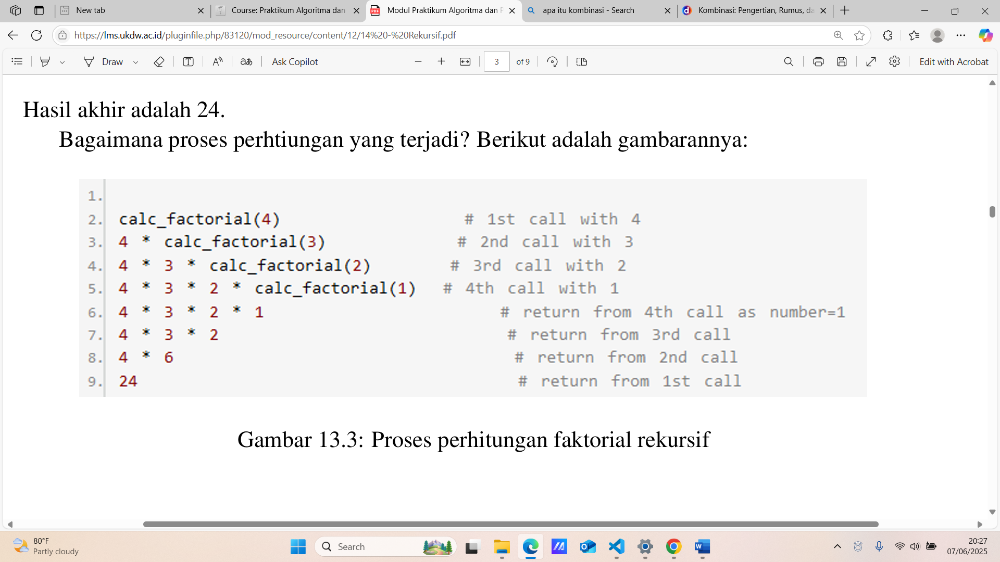 New tab
Course: Praktikum Algoritma dan
Modul Praktikum Algoritma dan P
apa itu kombinasi - Search
Kombinasi: Pengertian, Rumus, da
https://lms.ukdw.ac.id/pluginfile.php/83120/mod_resource/content/12/14%20-%20Rekursif.pdf
Draw
Ask Copilot
3 of 9
Edit with Acrobat
Hasil akhir adalah 24.
Bagaimana proses perhtiungan yang terjadi? Berikut adalah gambarannya:
1.
2. calc_factorial(4) # 1st call with 4
3. 4 * calc_factorial(3) # 2nd call with 3
4. 4 * 3 * calc_factorial(2) # 3rd call with 2
5. 4 * 3 * 2 * calc_factorial(1) # 4th call with 1
6. 4 * 3 * 2 * 1 # return from 4th call as number=1
7. 4 * 3 * 2 # return from 3rd call
8. 4 * 6 # return from 2nd call
9. 24 # return from 1st call
Gambar 13.3: Proses perhitungan faktorial rekursif
80°F
Partly cloudy
Search
20:27
07/06/2025